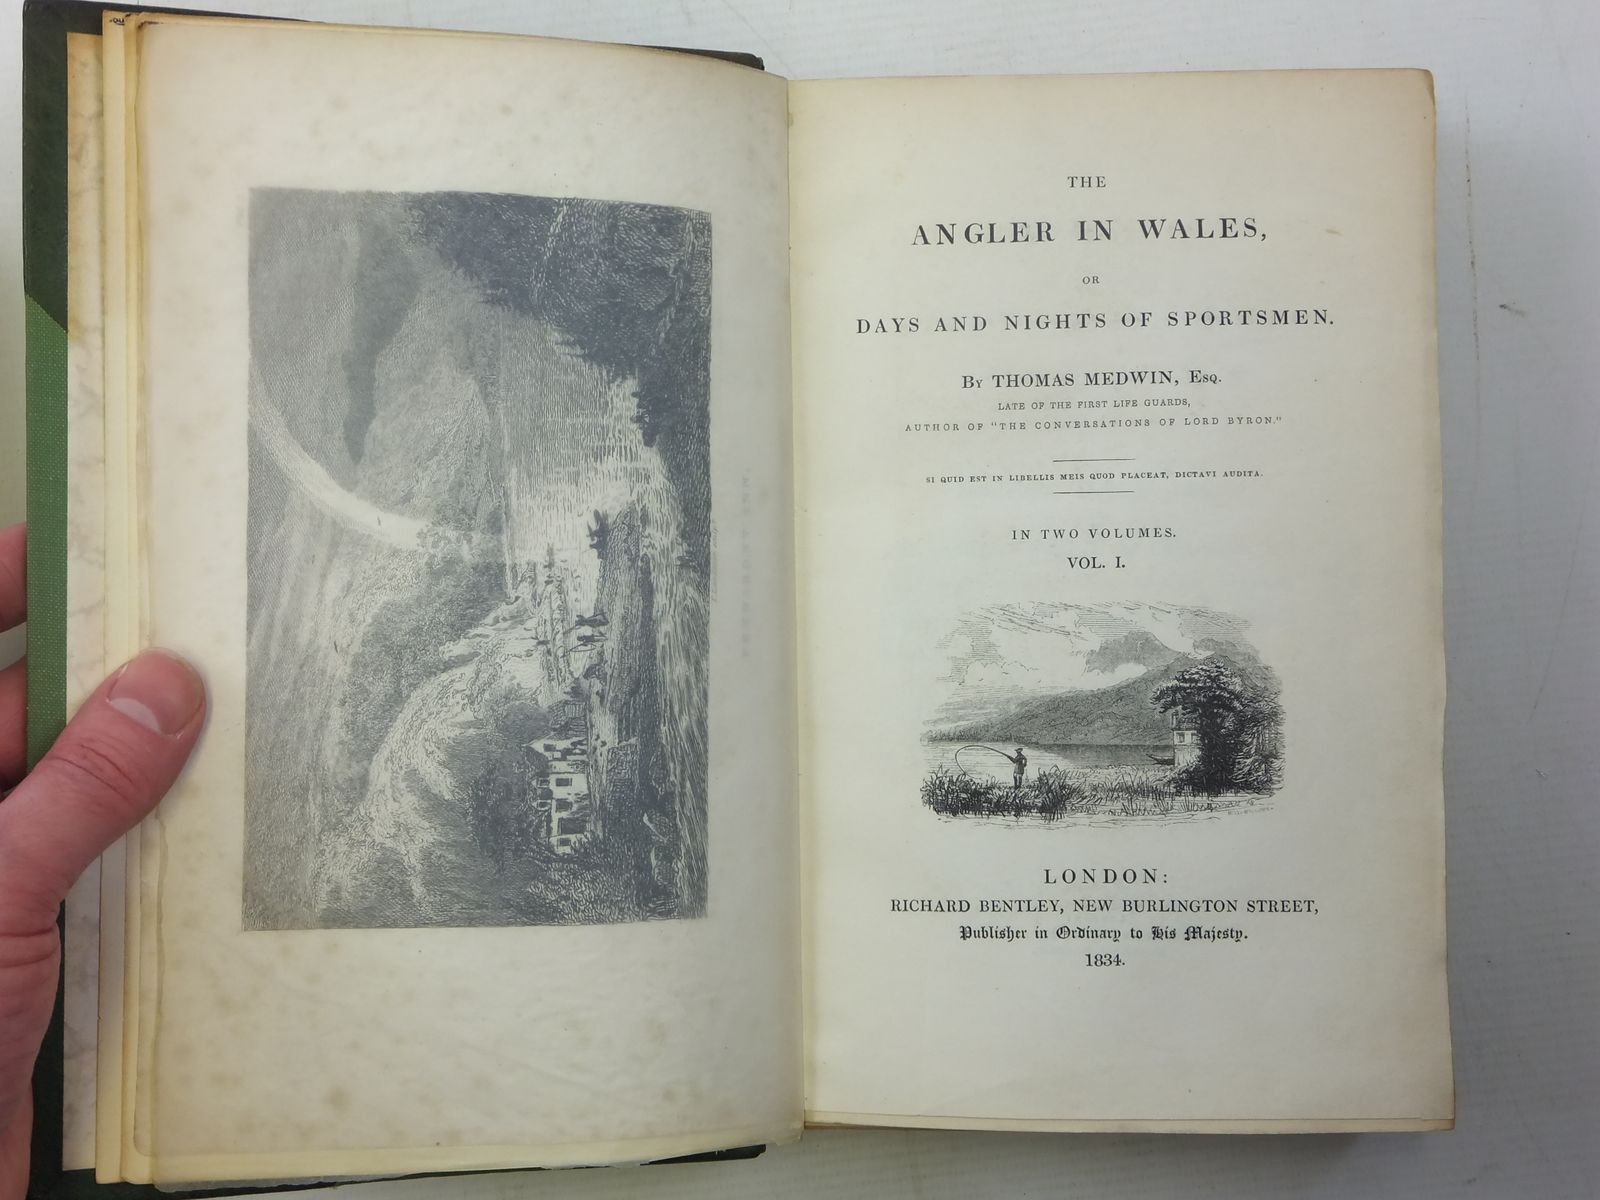 THE
ANGLER IN WALES,
OR
DAYS AND NIGHTS OF SPORTSMEN.
By THOMAS MEDWIN, Esq.
LATE OF THE FIRST LIFE GUARDS,
AUTHOR OF "THE CONVERSATIONS OF LORD BYRON."
SI QUID EST IN LIBELLIS MEIS QUOD PLACEAT, DICTAVI AUDITA.
IN TWO VOLUMES.
VOL. I.
LONDON:
RICHARD BENTLEY, NEW BURLINGTON STREET,
Publisher in Ordinary to His Majesty.
1834.